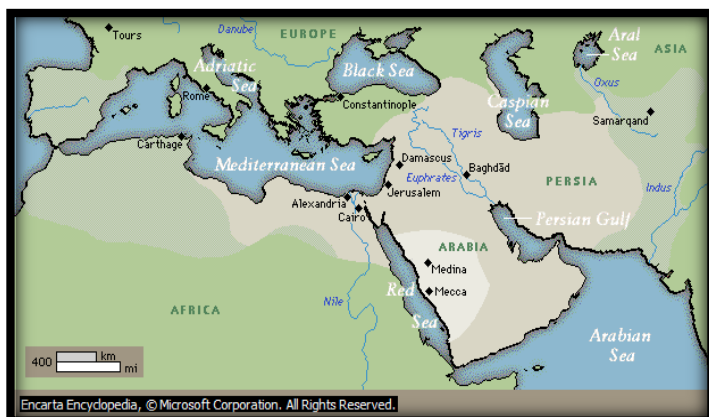 Tours
Danube
EUROPE
Aral
Sea
ASIA
Adriatic
Sea
Black Sea
Oxus
Rome
Constantinople
Caspian
Sea
Samarqand
Carthage
Tigris
Mediterranean Sea
Damascus
Baghdād
Euphrates
PERSIA
Indus
Jerusalem
Alexandria
Cairo
Persian Gulf
ARABIA
Medina
Red
Sea
Mecca
Nile
AFRICA
Arabian
Sea
400 km
mi
Encarta Encyclopedia, © Microsoft Corporation. All Rights Reserved.